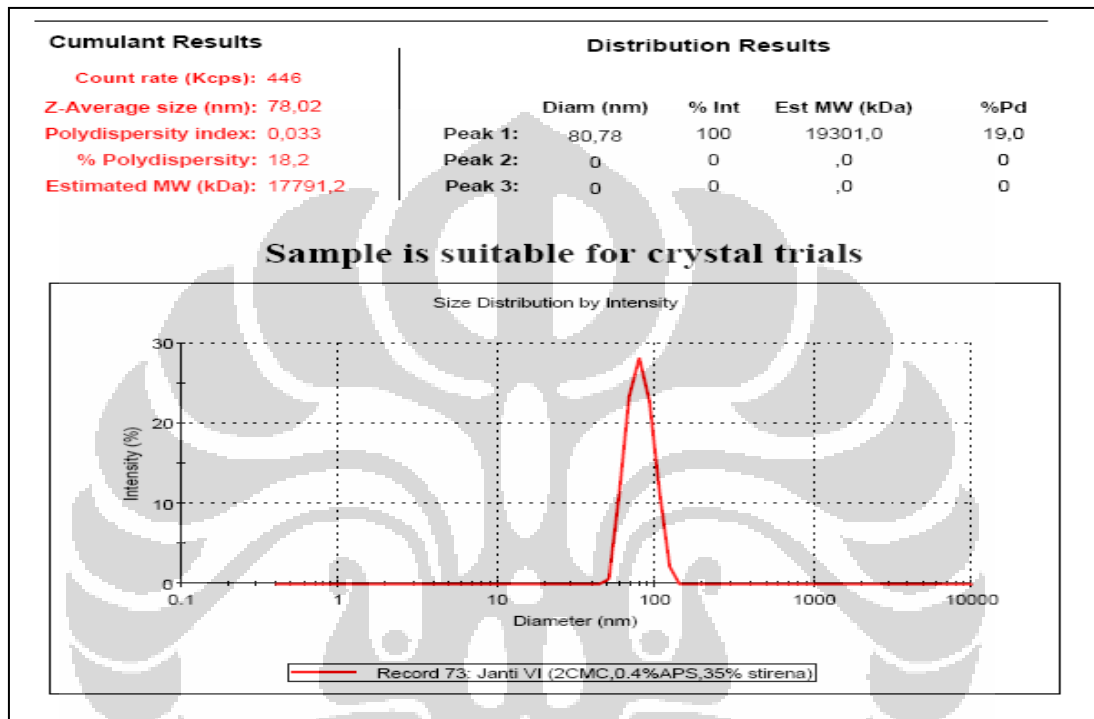 Cumulant Results
Count rate (Kcps): 446
Z-Average size (nm): 78,02
Polydispersity index: 0,033
% Polydispersity: 18,2
Estimated MW (kDa): 17791,2
Distribution Results
Diam (nm) % Int Est MW (kDa) %Pd
Peak 1: 80,78 100 19301,0 19,0
Peak 2: 0 0 ,0 0
Peak 3: 0 0 ,0 0
Sample is suitable for crystal trials
Size Distribution by Intensity
30
20
10
0
Intensity (%)
0.1 1 10 100 1000 10000
Diameter (nm)
Record 73: Janti VI (2CMC,0.4%APS,35% stirena)